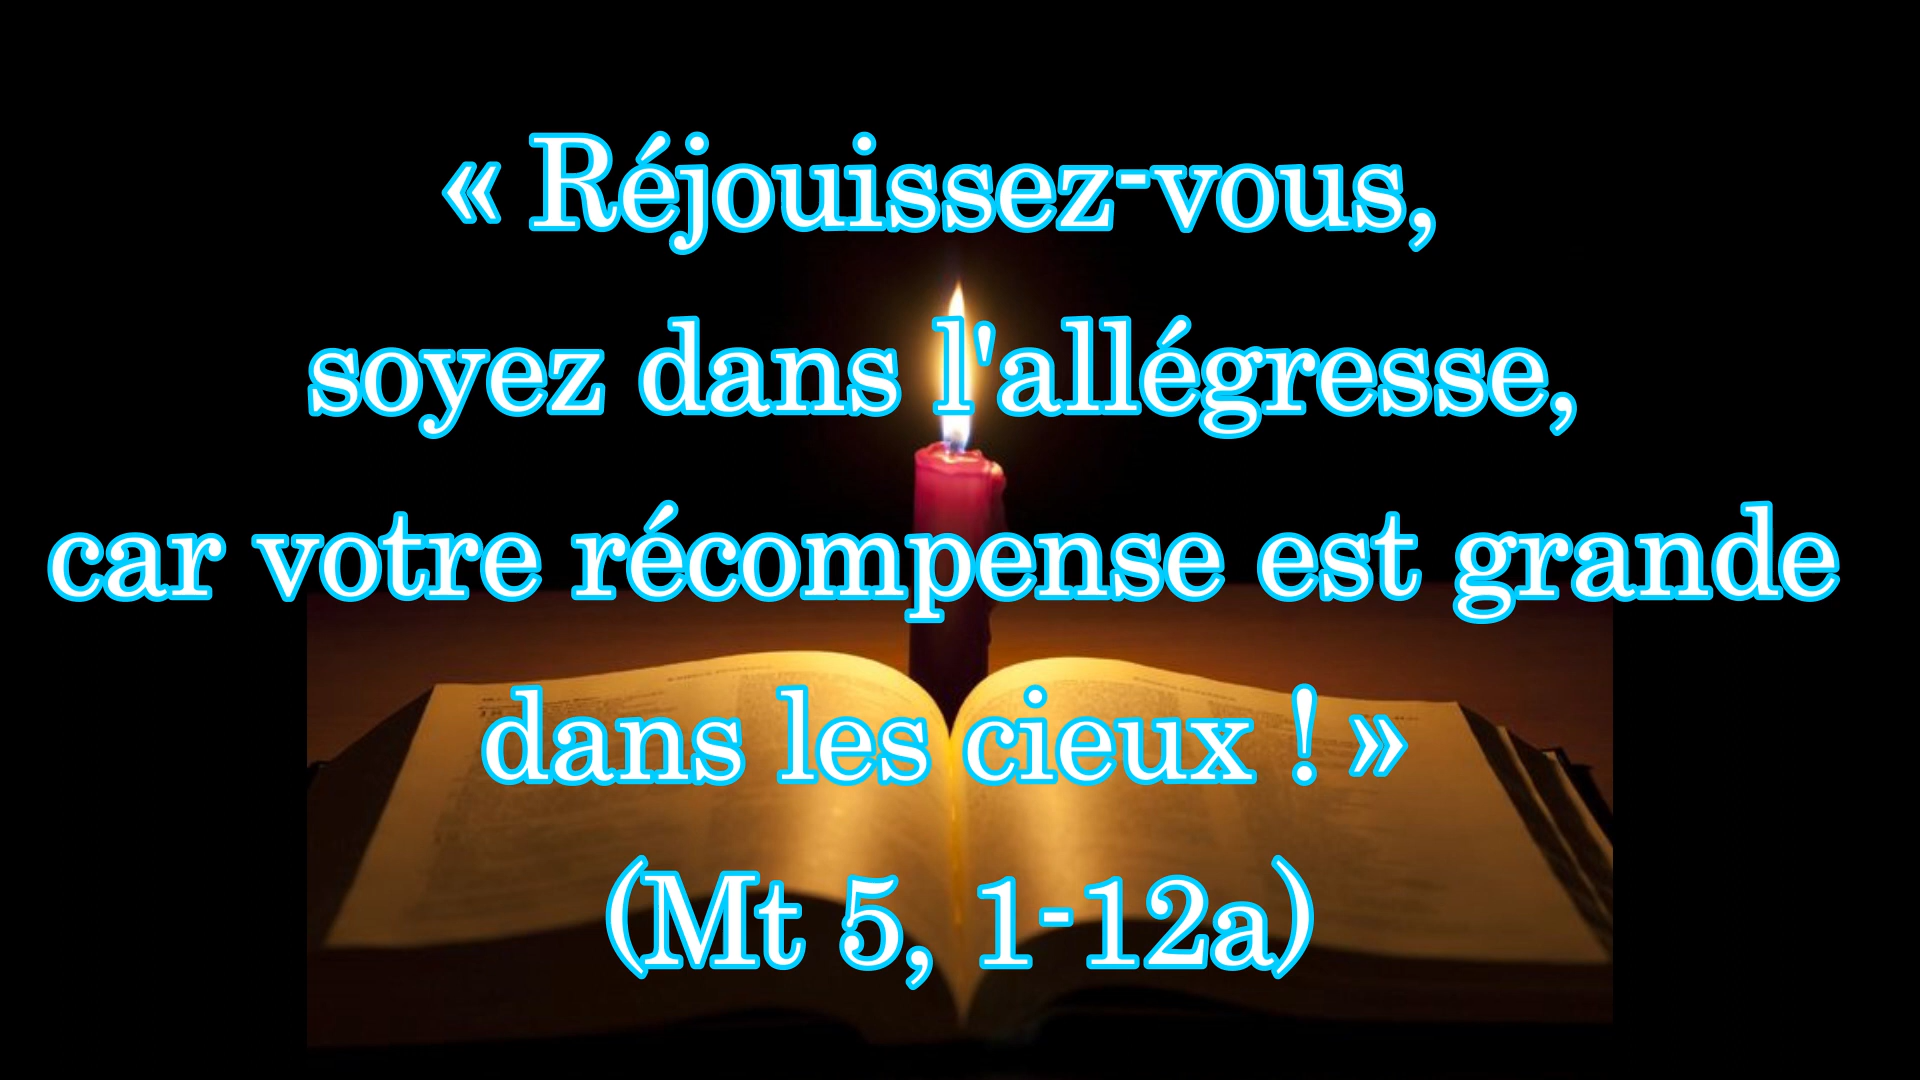 « Réjouissez-vous,
soyez dans l'allégresse,
car votre récompense est grande
dans les cieux ! »
(Mt 5, 1-12a)